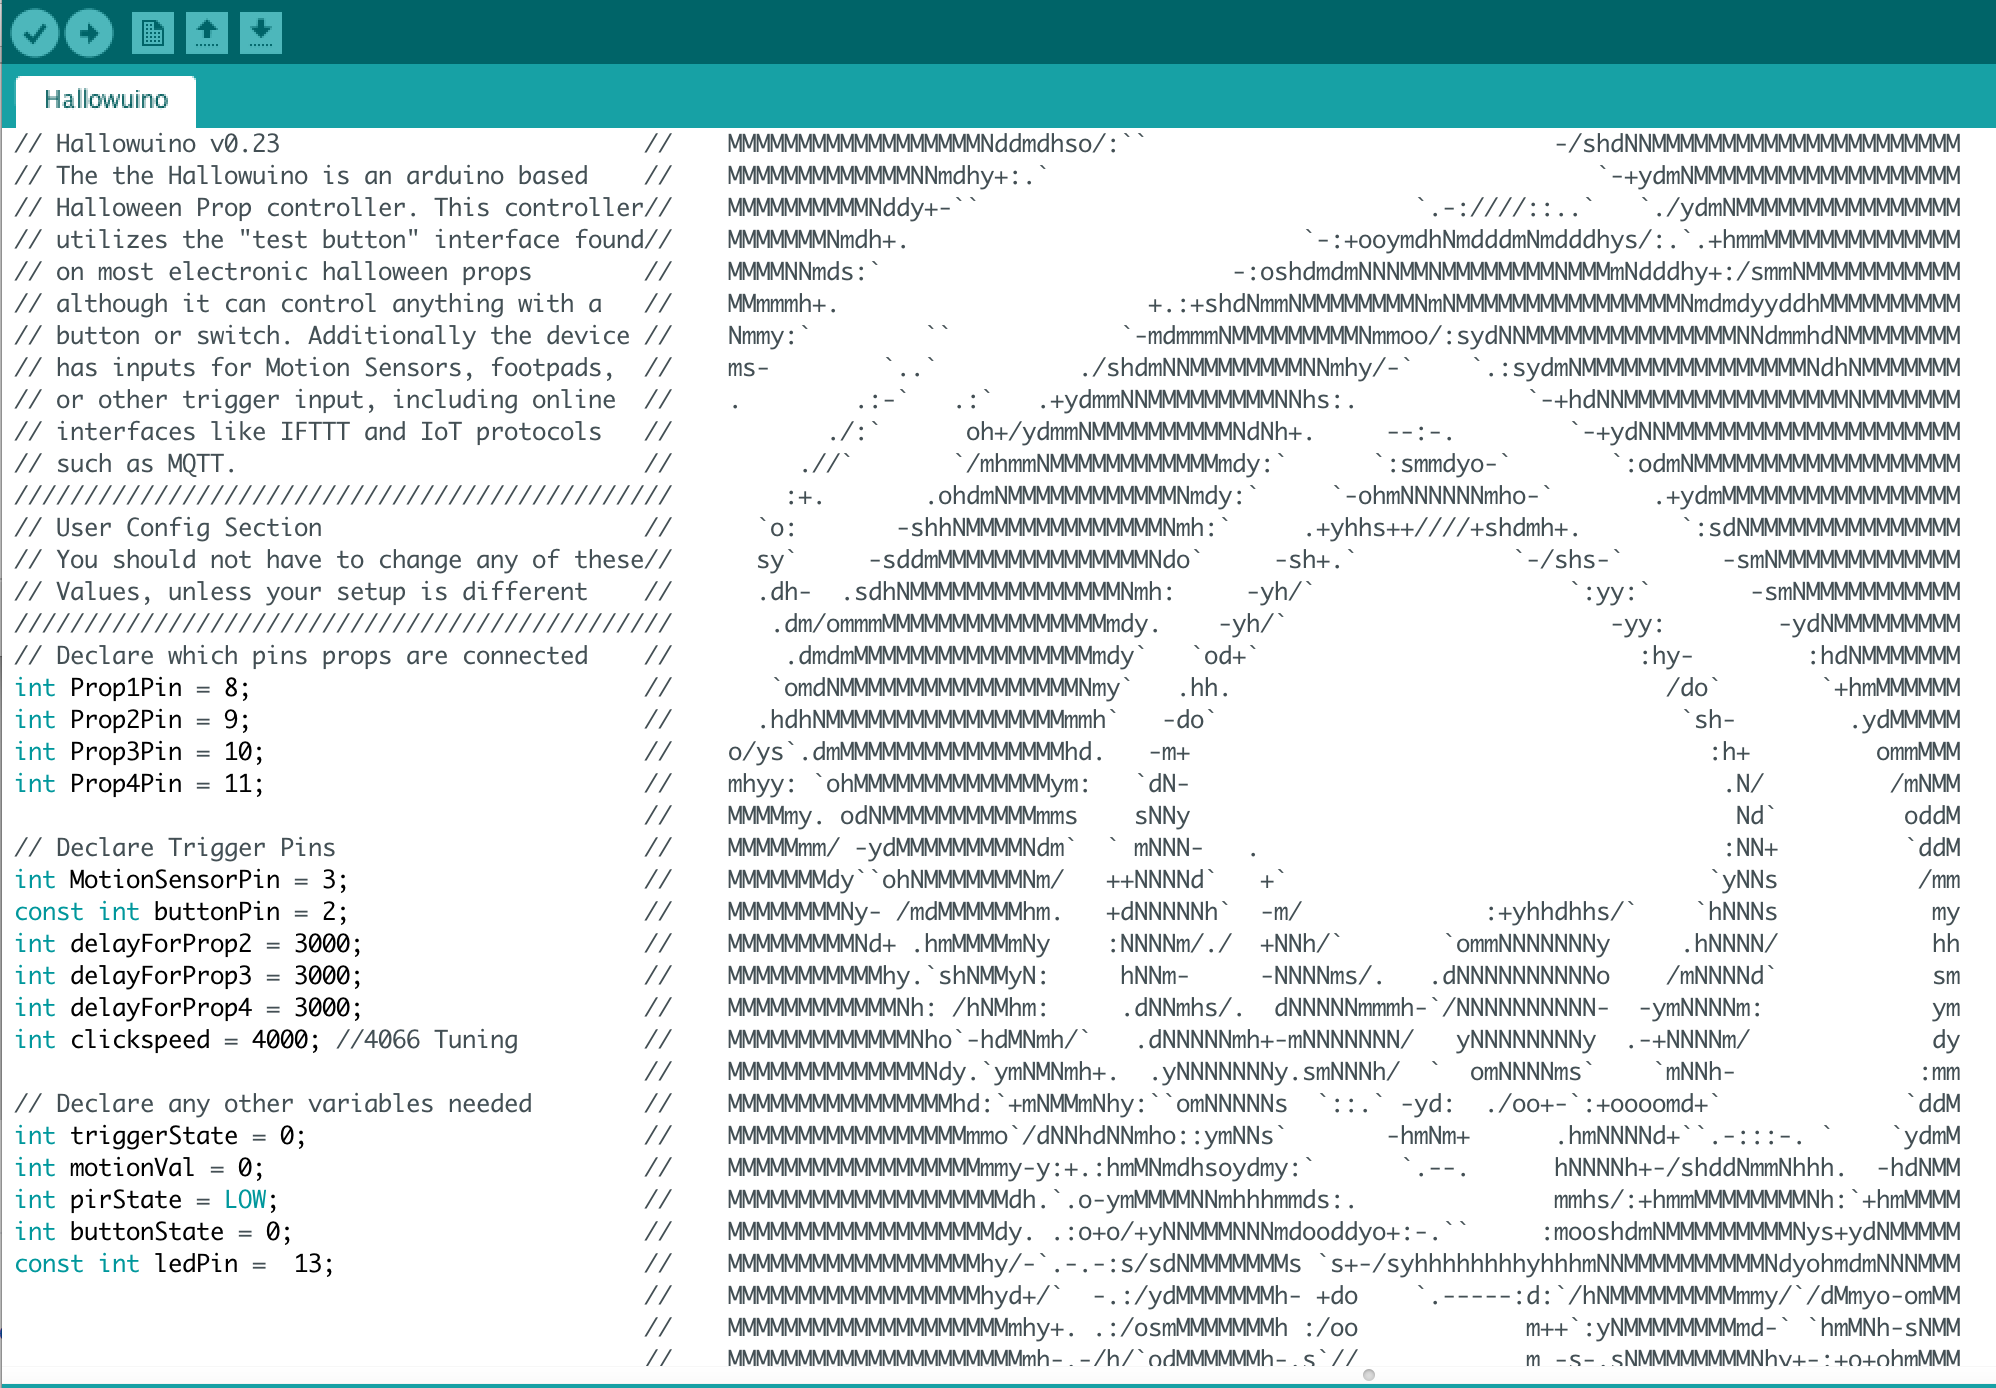 Hallowuino
// Hallowuino v0.23 //
// The the Hallowuino is an arduino based //
// Halloween Prop controller. This controller//
// utilizes the "test button" interface found//
// on most electronic halloween props //
// although it can control anything with a //
// button or switch. Additionally the device //
// has inputs for Motion Sensors, footpads, //
// or other trigger input, including online //
// interfaces like IFTTT and IoT protocols //
// such as MQTT. //
///////////////////////////////////////////////
// User Config Section //
// You should not have to change any of these//
// Values, unless your setup is different //
///////////////////////////////////////////////
// Declare which pins props are connected //
int Prop1Pin = 8; //
int Prop2Pin = 9; //
int Prop3Pin = 10; //
int Prop4Pin = 11; //
//
// Declare Trigger Pins //
int MotionSensorPin = 3; //
const int buttonPin = 2; //
int delayForProp2 = 3000; //
int delayForProp3 = 3000; //
int delayForProp4 = 3000; //
int clickspeed = 4000; //4066 Tuning //
//
// Declare any other variables needed //
int triggerState = 0; //
int motionVal = 0; //
int pirState = LOW; //
int buttonState = 0; //
const int ledPin =  13; //
//
//
//